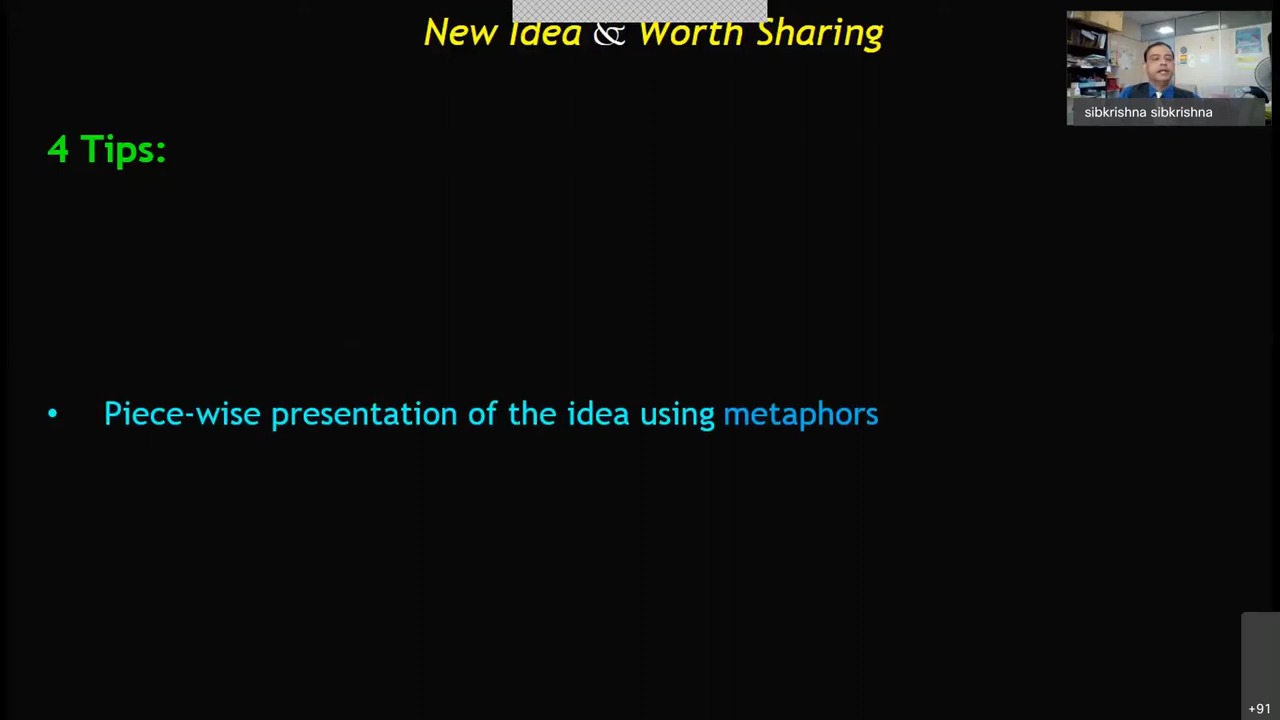 New Idea & Worth Sharing
sibkrishna sibkrishna
4 Tips:
• Piece-wise presentation of the idea using metaphors
+91